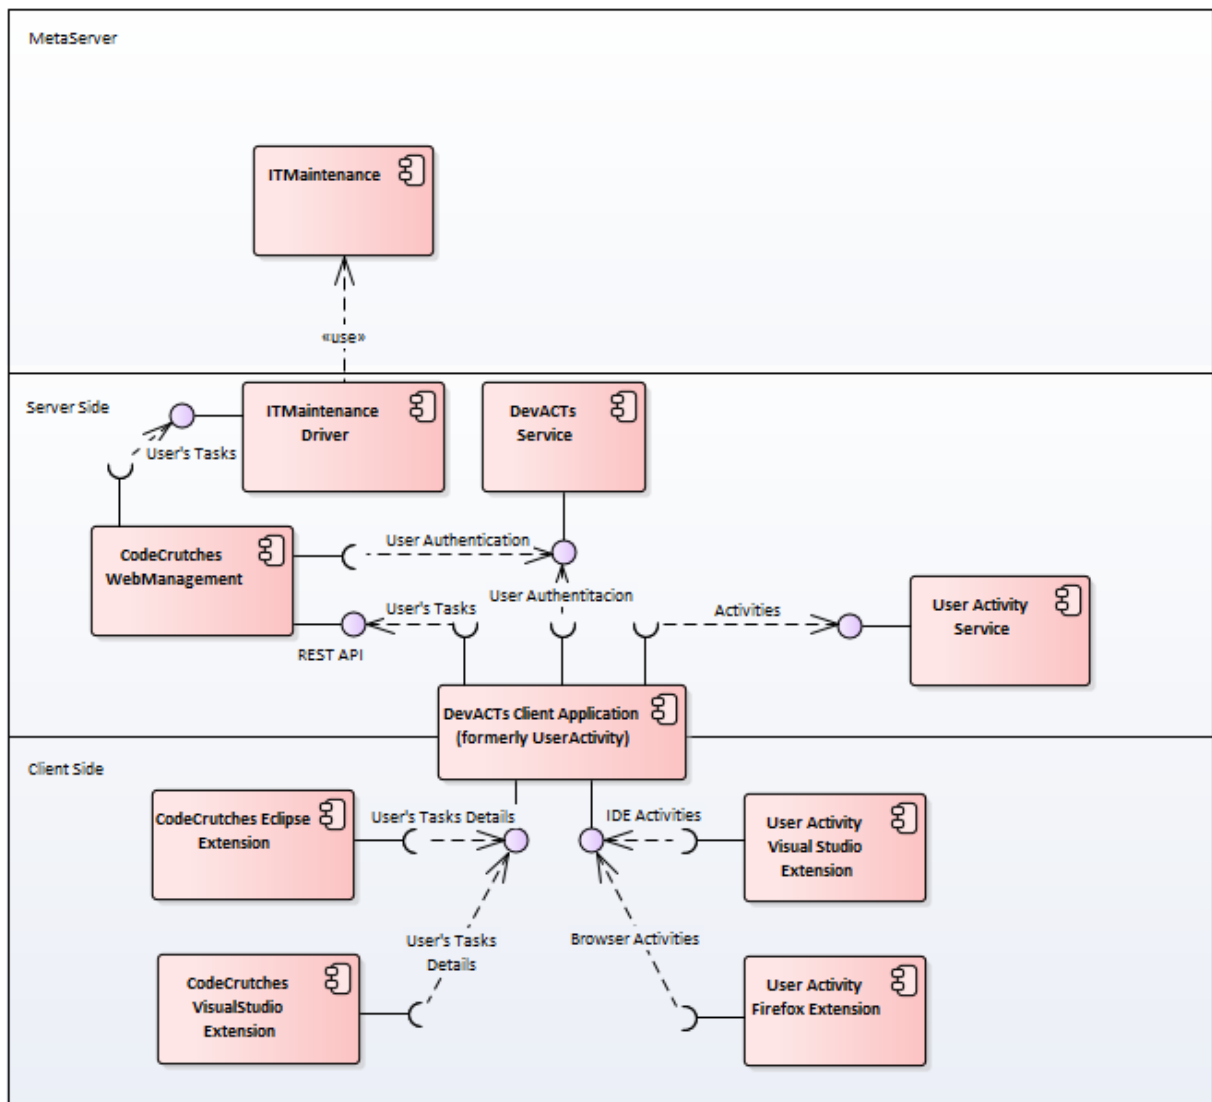 MetaServer
ITMaintenance
«use»
Server Side
ITMaintenance
Driver
DevACTs
Service
User's Tasks
CodeCrutches
WebManagement
User Authentication
User Authentitacion
User's Tasks
Activities
User Activity
Service
REST API
DevACTs Client Application
(formerly UserActivity)
Client Side
CodeCrutches Eclipse
Extension
User's Tasks Details
IDE Activities
User Activity
Visual Studio
Extension
User's Tasks
Details
Browser Activities
CodeCrutches
VisualStudio
Extension
User Activity
Firefox Extension